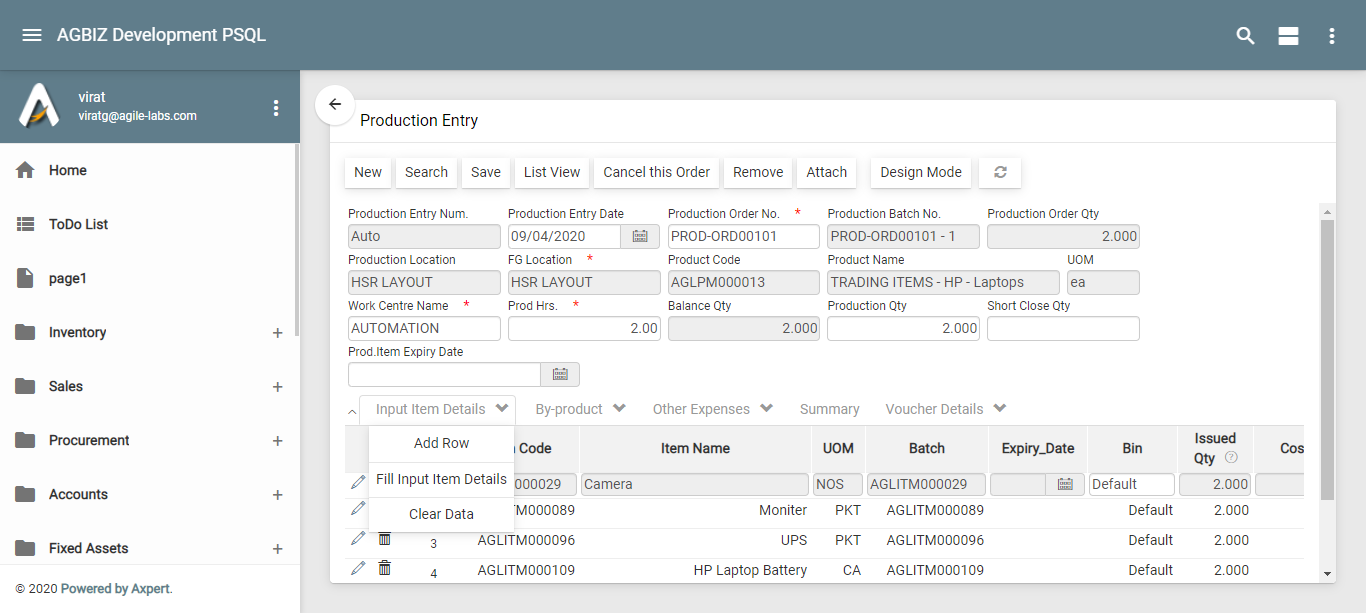 AGBIZ Development PSQL
virat
viratg@agile-labs.com
Home
ToDo List
page1
Inventory +
Sales +
Procurement +
Accounts +
Fixed Assets +
© 2020 Powered by Axpert.
Production Entry
New Search Save List View Cancel this Order Remove Attach Design Mode
Production Entry Num. Production Entry Date Production Order No. * Production Batch No. Production Order Qty
Auto 09/04/2020 PROD-ORD00101 PROD-ORD00101 - 1 2.000
Production Location FG Location * Product Code Product Name UOM
HSR LAYOUT HSR LAYOUT AGLPM000013 TRADING ITEMS - HP - Laptops ea
Work Centre Name * Prod Hrs. * Balance Qty Production Qty Short Close Qty
AUTOMATION 2.00 2.000 2.000
Prod.Item Expiry Date
Input Item Details By-product Other Expenses Summary Voucher Details
Add Row
Fill Input Item Details
Clear Data
Code Item Name UOM Batch Expiry_Date Bin Issued Qty ? Cos
000029 Camera NOS AGLITM000029 Default 2.000
TM000089 Moniter PKT AGLITM000089 Default 2.000
3 AGLITM000096 UPS PKT AGLITM000096 Default 2.000
4 AGLITM000109 HP Laptop Battery CA AGLITM000109 Default 2.000